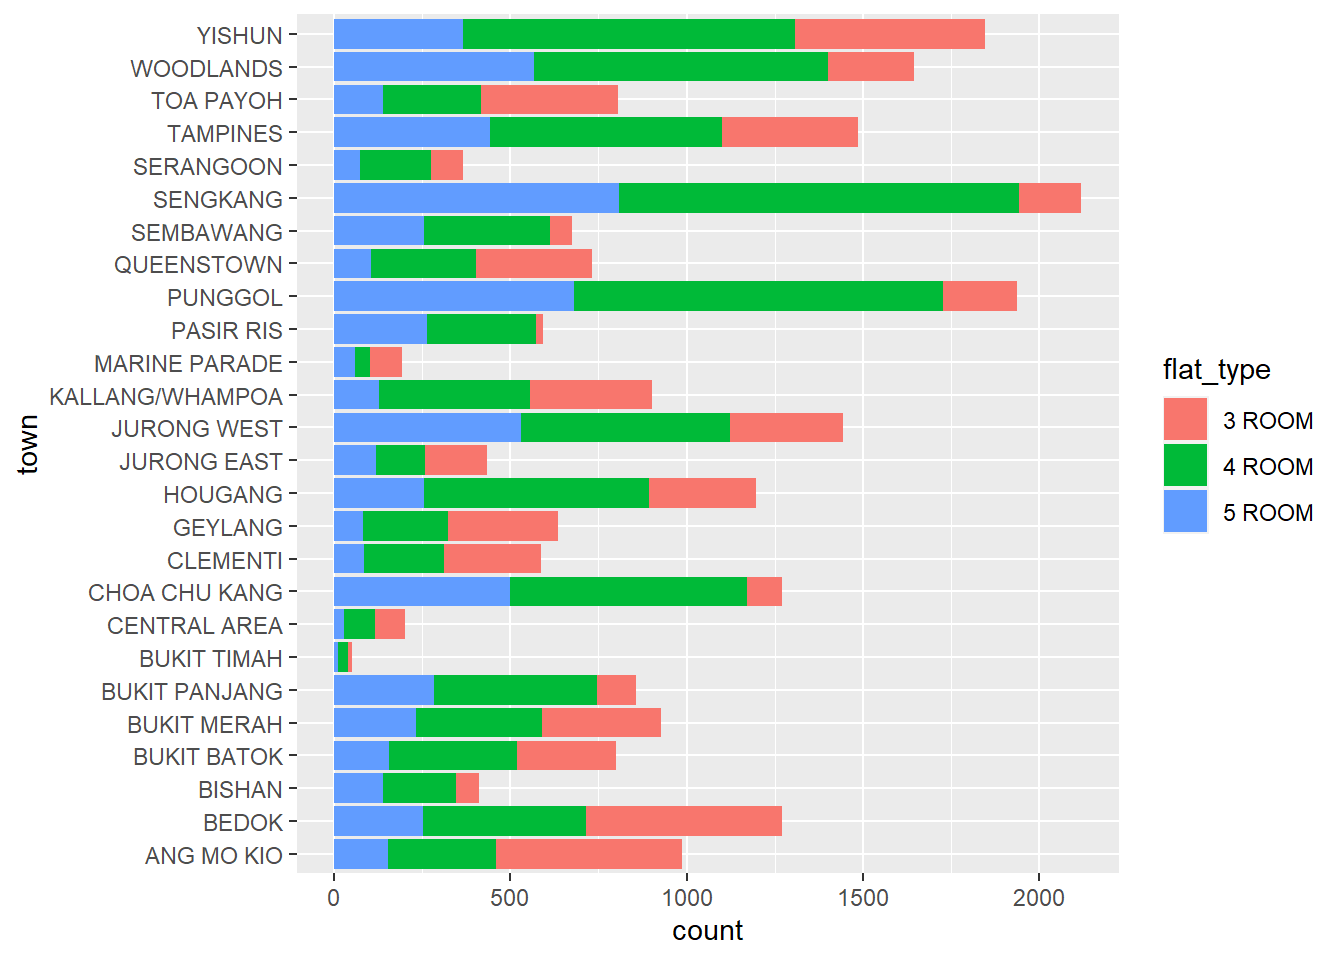 YISHUN
WOODLANDS
TOA PAYOH
TAMPINES
SERANGOON
SENGKANG
SEMBAWANG
QUEENSTOWN
PUNGGOL
PASIR RIS
MARINE PARADE
KALLANG/WHAMPOA
JURONG WEST
JURONG EAST
HOUGANG
GEYLANG
CLEMENTI
CHOA CHU KANG
CENTRAL AREA
BUKIT TIMAH
BUKIT PANJANG
BUKIT MERAH
BUKIT BATOK
BISHAN
BEDOK
ANG MO KIO
town
0 500 1000 1500 2000
count
flat_type
3 ROOM
4 ROOM
5 ROOM